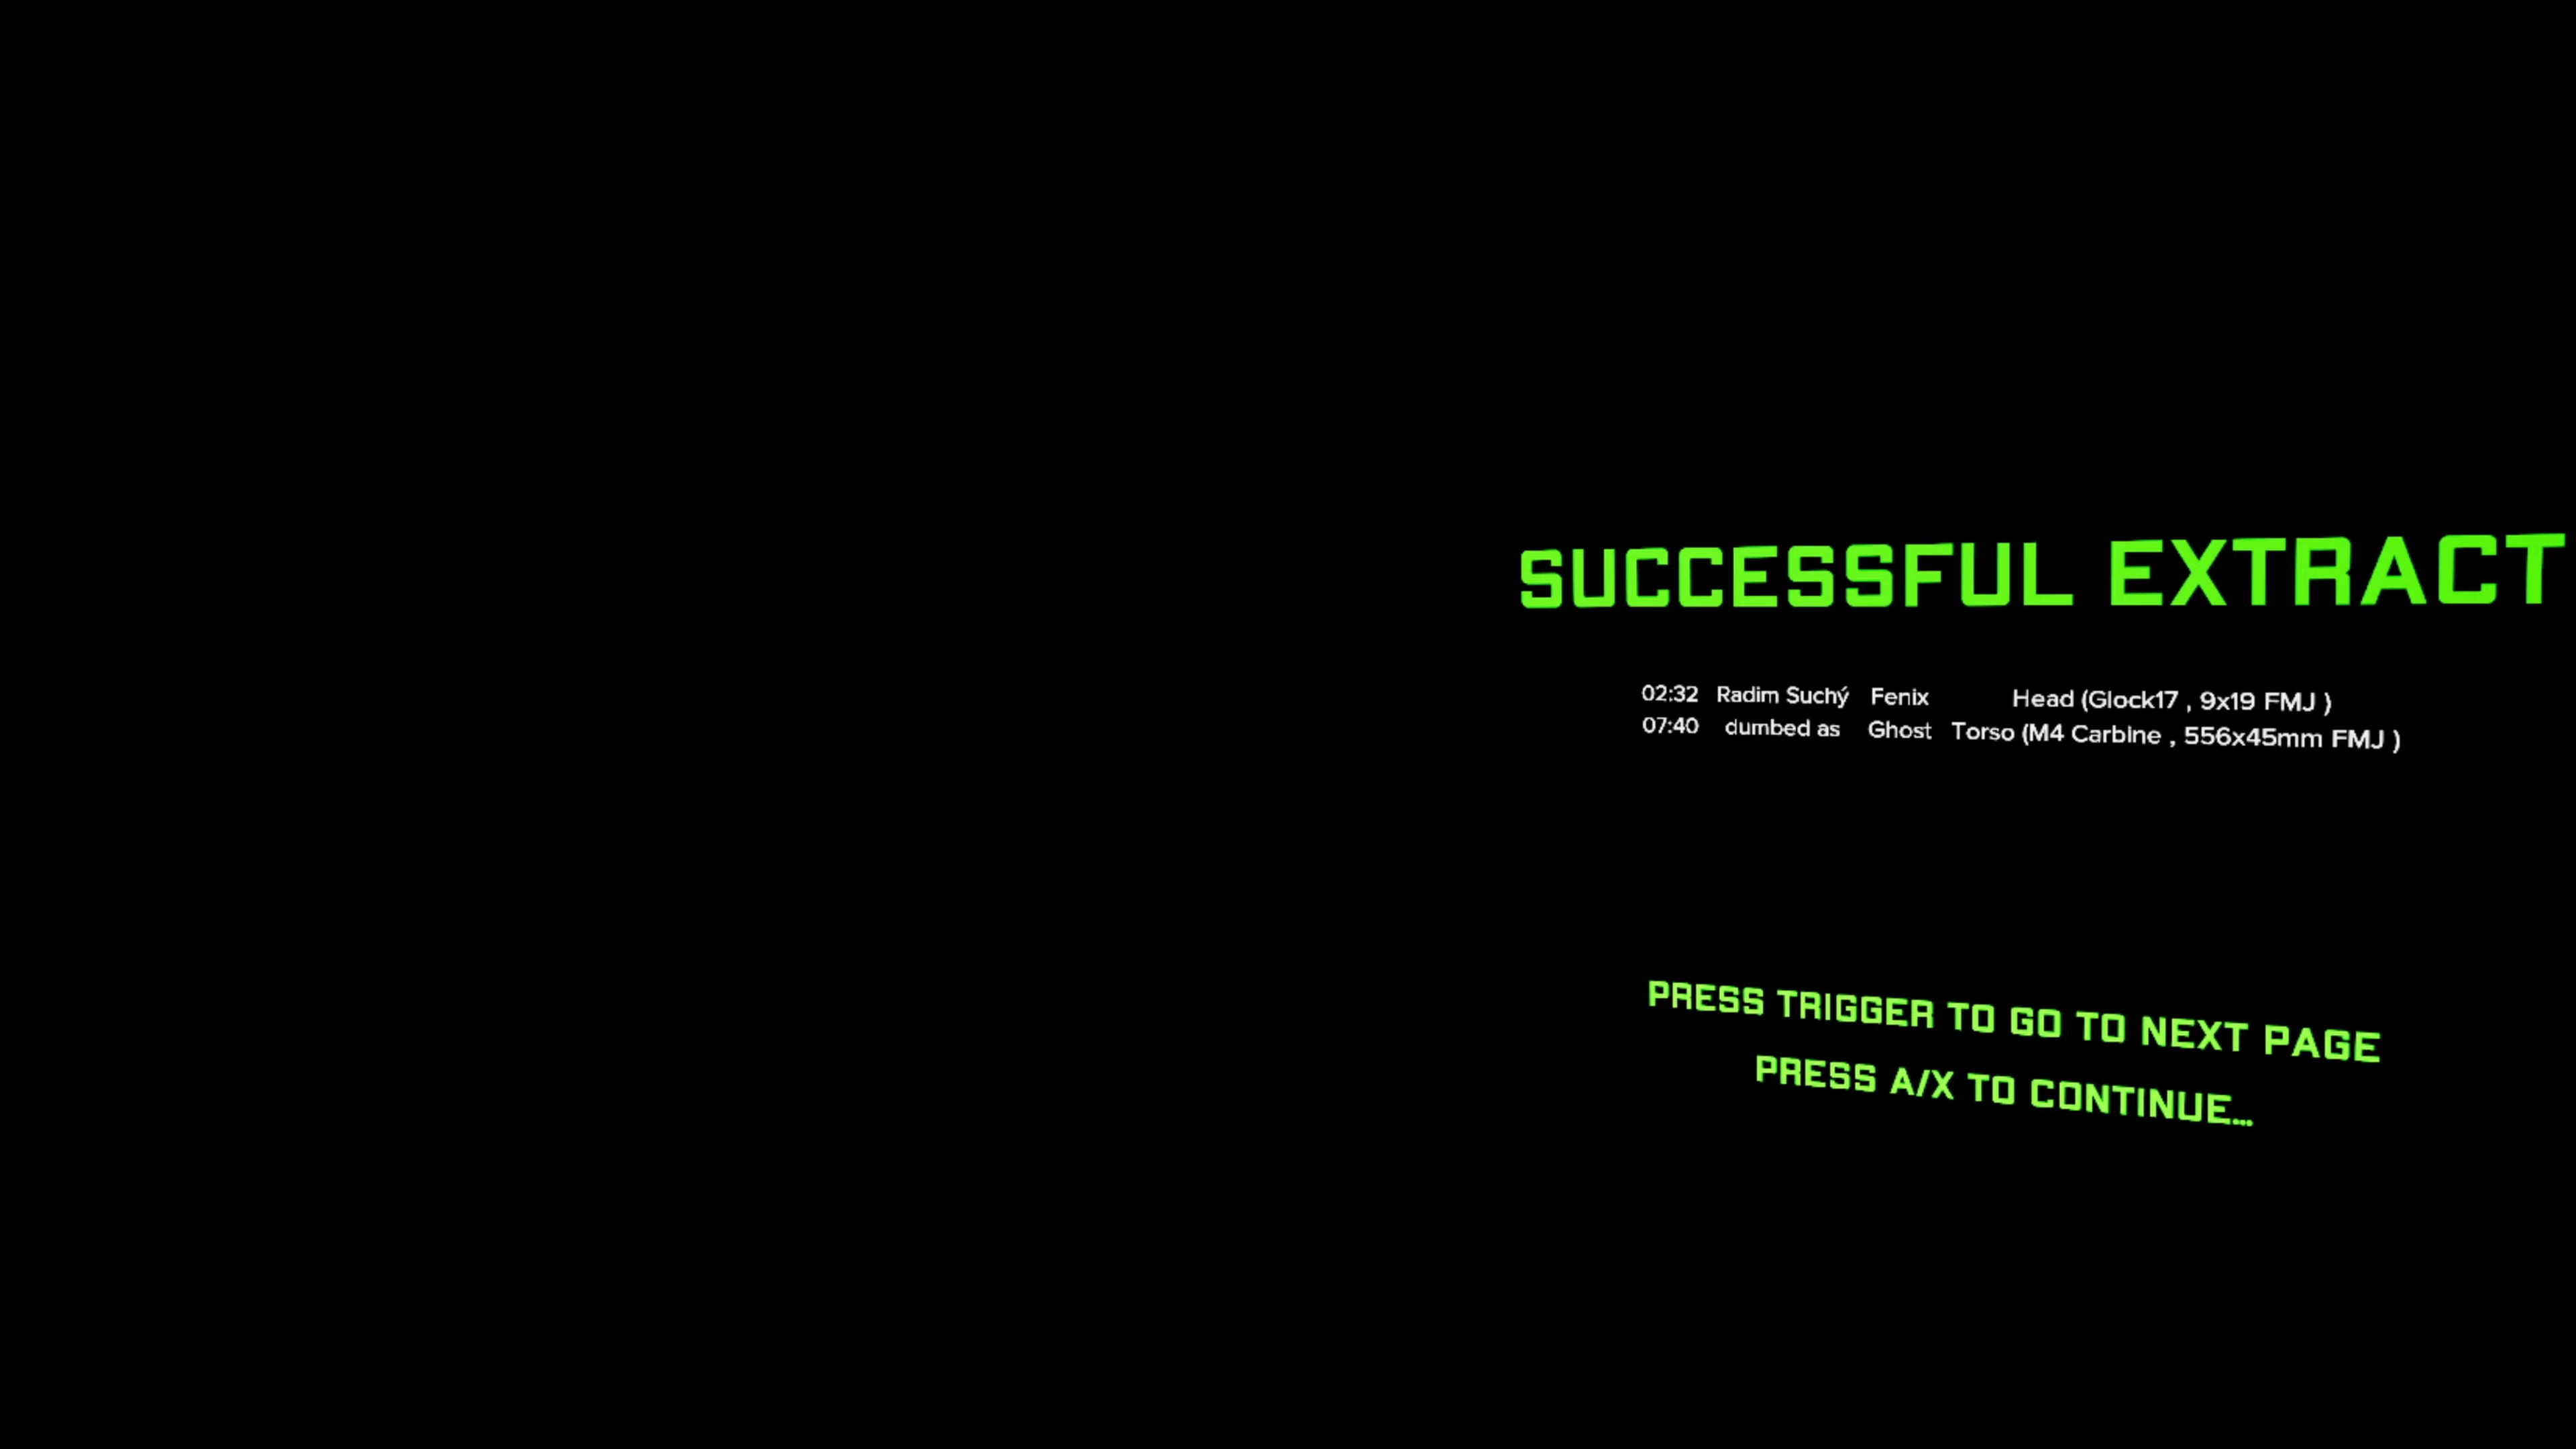 SUCCESSFUL EXTRACT
02:32 Radim Suchý Fenix Head (Glock17 , 9x19 FMJ )
07:40 dumbed as Ghost Torso (M4 Carbine , 556x45mm FMJ )
PRESS TRIGGER TO GO TO NEXT PAGE
PRESS A/X TO CONTINUE...